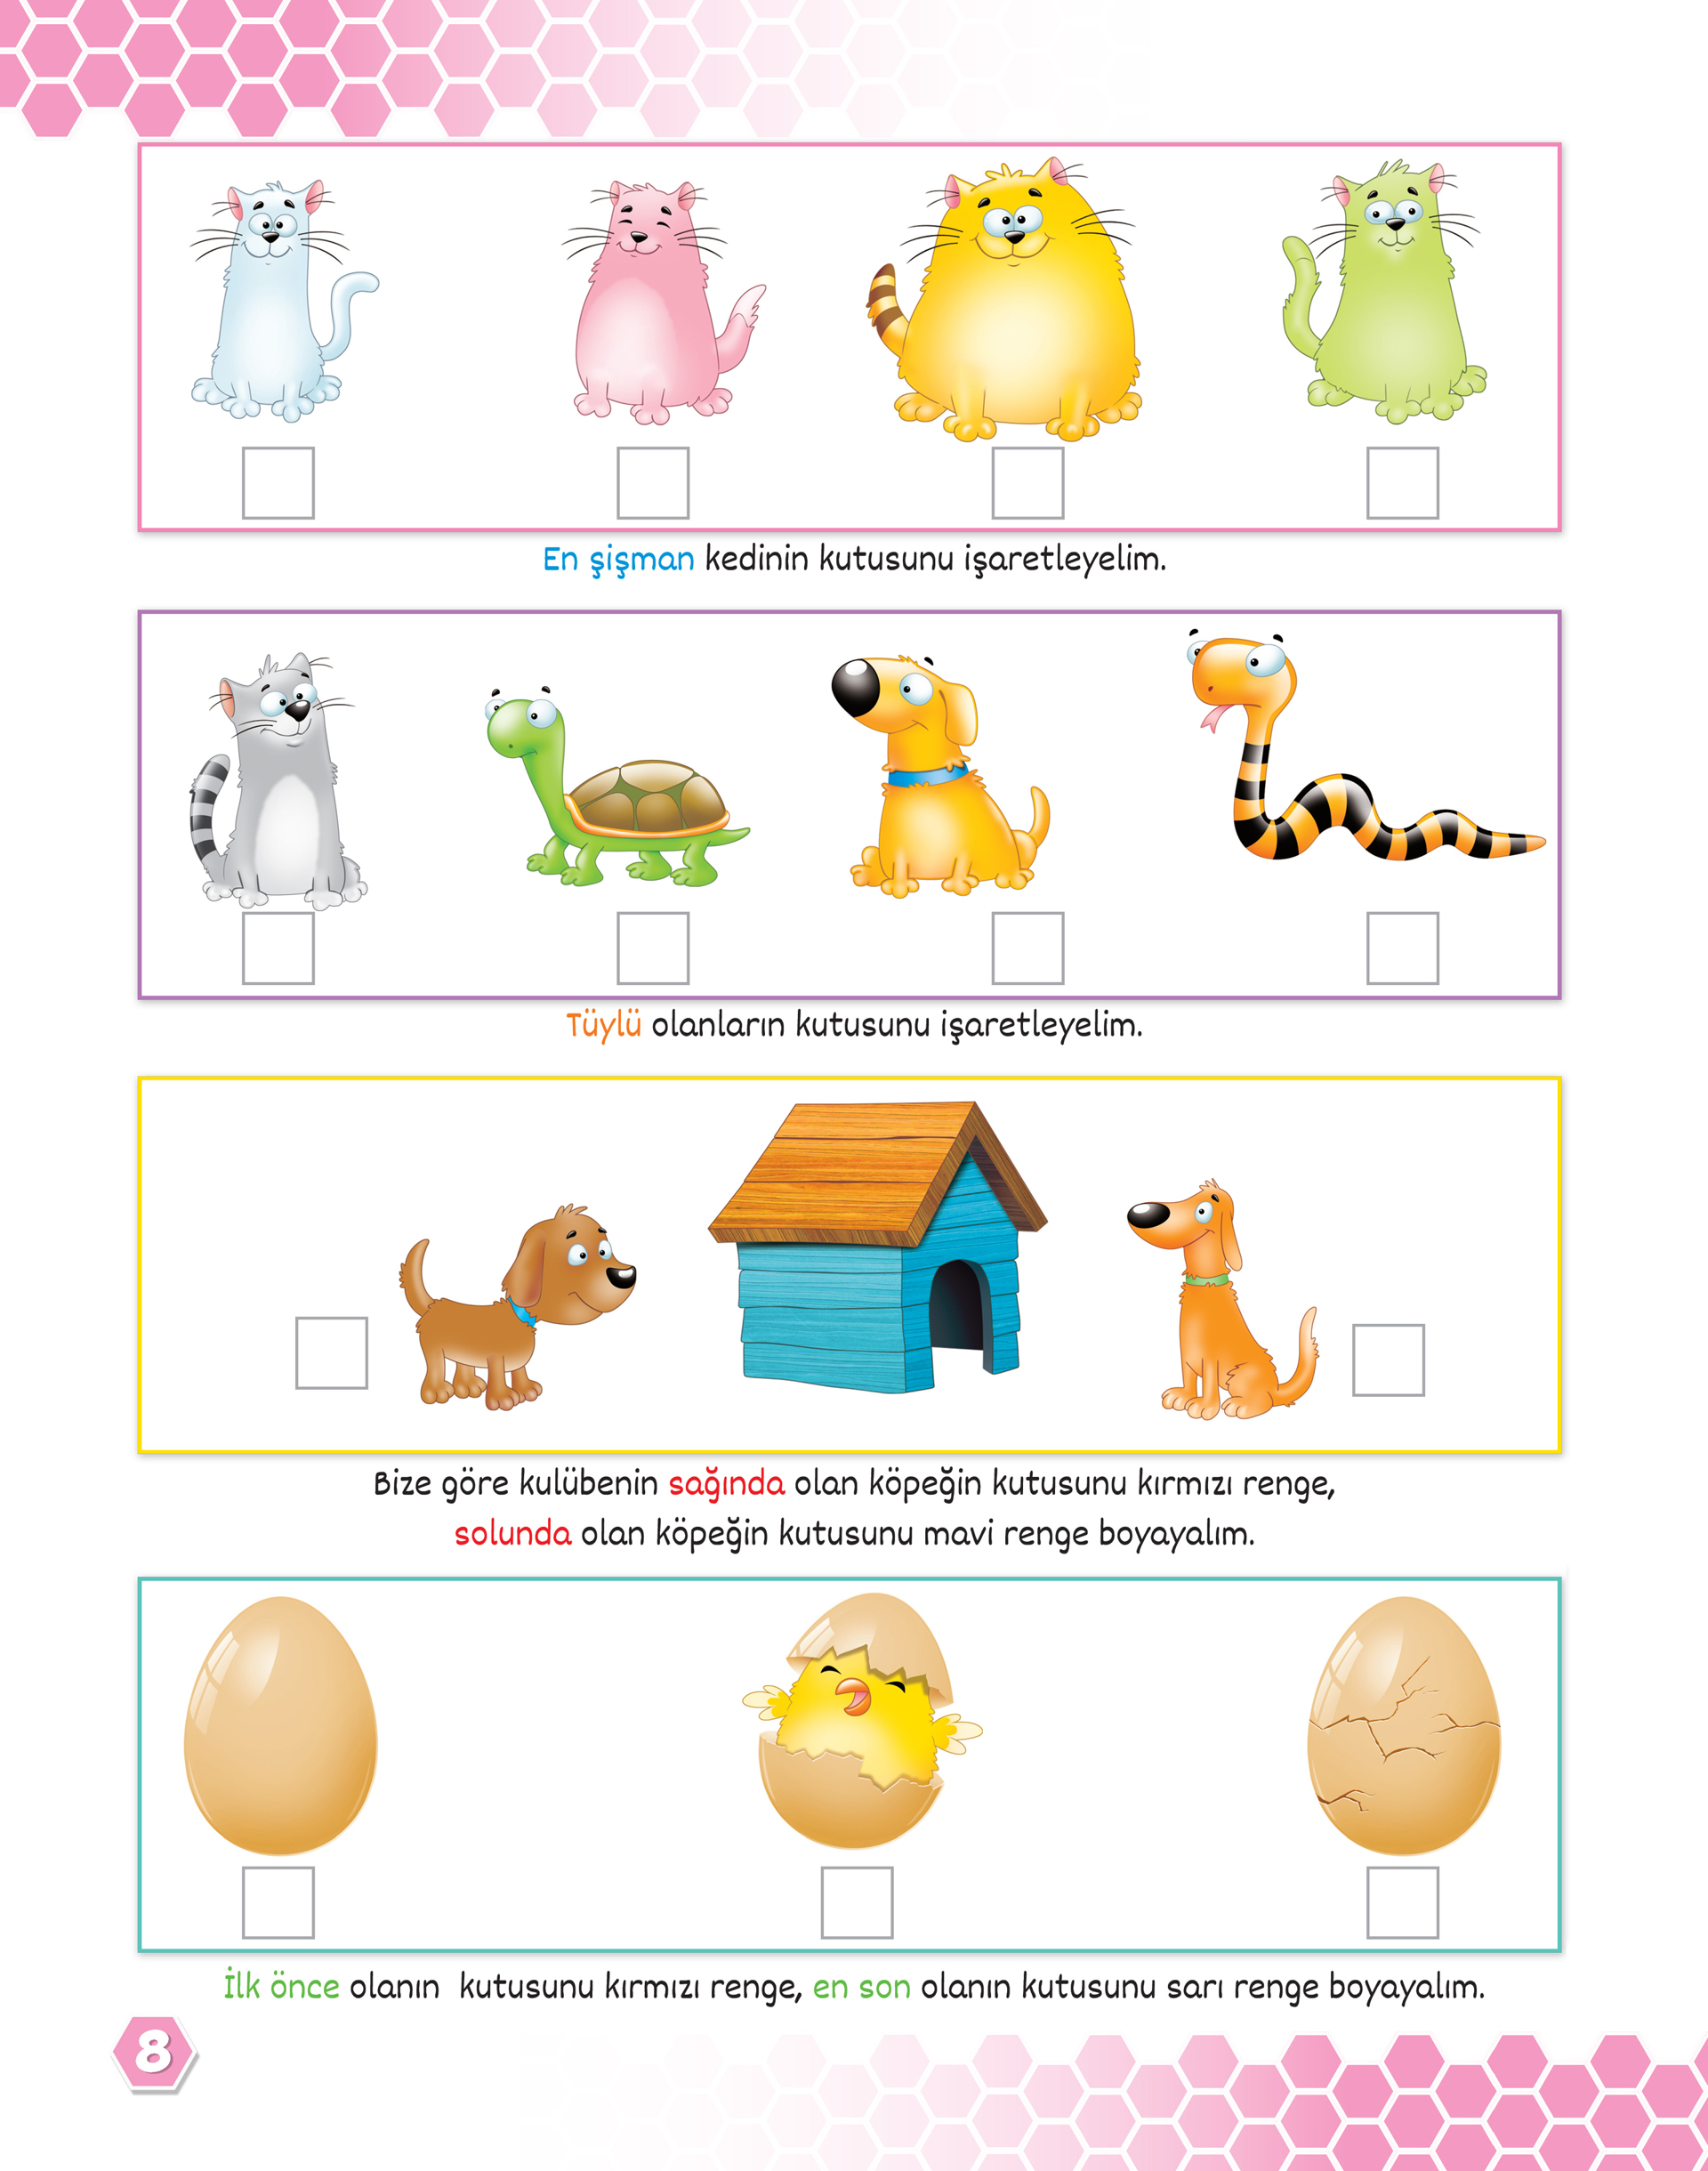 En şişman kedinin kutusunu işaretleyelim.
Tüylü olanların kutusunu işaretleyelim.
Bize göre kulübenin sağında olan köpeğin kutusunu kırmızı renge,
solunda olan köpeğin kutusunu mavi renge boyayalım.
İlk önce olanın kutusunu kırmızı renge, en son olanın kutusunu sarı renge boyayalım.
8